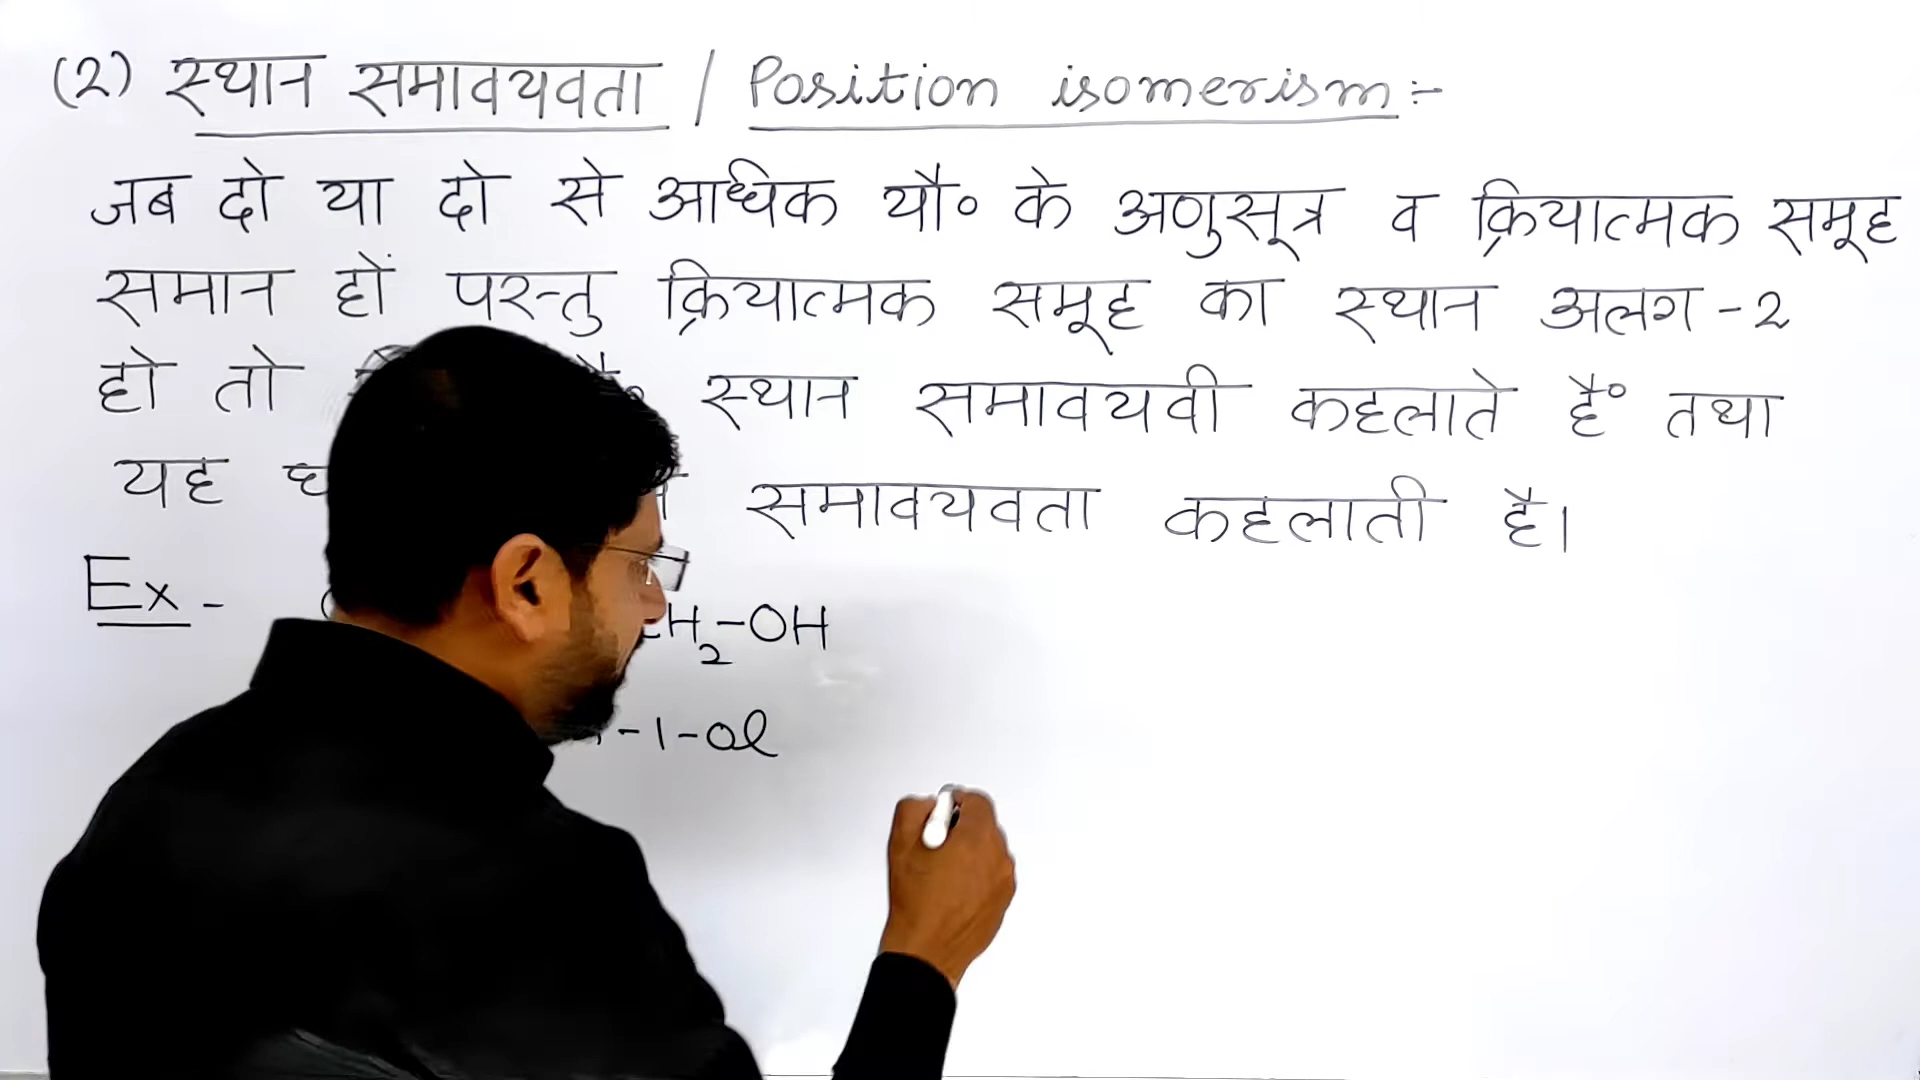 (2) स्थान समावयवता / Position isomerism :-
जब दो या दो से अधिक यौ० के अणुसूत्र व क्रियात्मक समूह
समान हों परन्तु क्रियात्मक समूह का स्थान अलग-2
हो तो स्थान समावयवी कहलाते हैं तथा
यह समावयवता कहलाती है।
Ex - H₂-OH
-1-ol